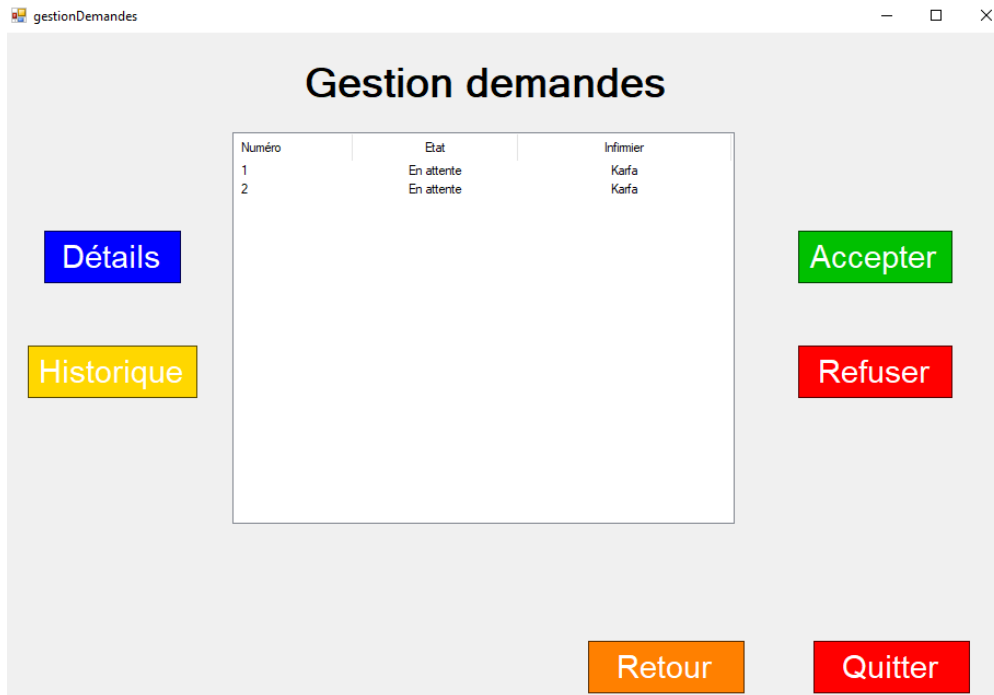 gestionDemandes
Gestion demandes
Numéro Etat Infirmier
1 En attente Karfa
2 En attente Karfa
Détails
Accepter
Historique
Refuser
Retour
Quitter